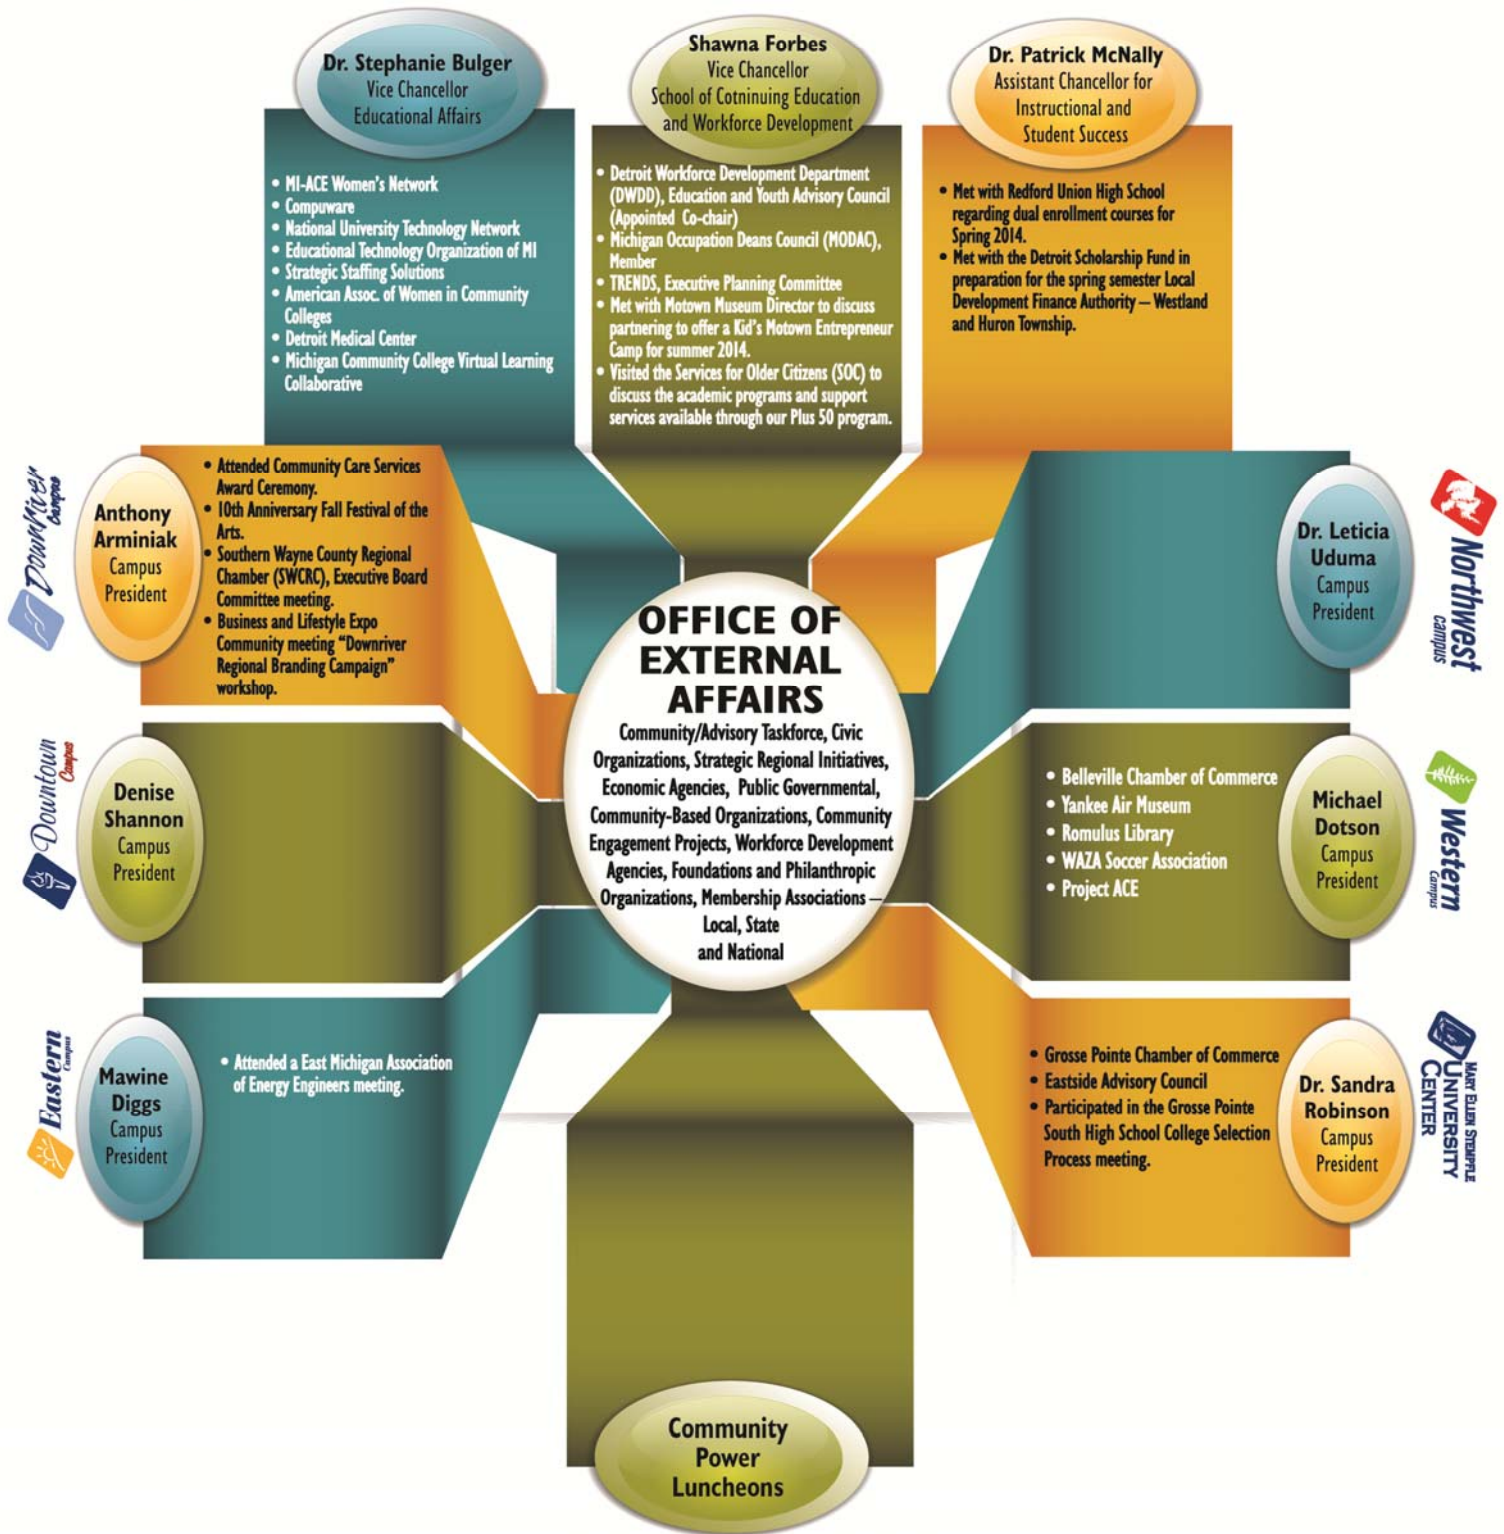 Dr. Stephanie Bulger
Vice Chancellor
Educational Affairs
• MI-ACE Women's Network
• Compuware
• National University Technology Network
• Educational Technology Organization of MI
• Strategic Staffing Solutions
• American Assoc. of Women in Community
Colleges
• Detroit Medical Center
• Michigan Community College Virtual Learning
Collaborative
Shawna Forbes
Vice Chancellor
School of Cotninuing Education
and Workforce Development
• Detroit Workforce Development Department
(DWDD), Education and Youth Advisory Council
(Appointed Co-chair)
• Michigan Occupation Deans Council (MODAC),
Member
• TRENDS, Executive Planning Committee
• Met with Motown Museum Director to discuss
partnering to offer a Kid's Motown Entrepreneur
Camp for summer 2014.
• Visited the Services for Older Citizens (SOC) to
discuss the academic programs and support
services available through our Plus 50 program.
Dr. Patrick McNally
Assistant Chancellor for
Instructional and
Student Success
• Met with Redford Union High School
regarding dual enrollment courses for
Spring 2014.
• Met with the Detroit Scholarship Fund in
preparation for the spring semester Local
Development Finance Authority — Westland
and Huron Township.
Downriver
Campus
Anthony
Arminiak
Campus
President
• Attended Community Care Services
Award Ceremony.
• 10th Anniversary Fall Festival of the
Arts.
• Southern Wayne County Regional
Chamber (SWCRC), Executive Board
Committee meeting.
• Business and Lifestyle Expo
Community meeting “Downriver
Regional Branding Campaign”
workshop.
Downtown
Campus
Denise
Shannon
Campus
President
Eastern
Campus
Mawine
Diggs
Campus
President
• Attended a East Michigan Association
of Energy Engineers meeting.
OFFICE OF
EXTERNAL
AFFAIRS
Community/Advisory Taskforce, Civic
Organizations, Strategic Regional Initiatives,
Economic Agencies, Public Governmental,
Community-Based Organizations, Community
Engagement Projects, Workforce Development
Agencies, Foundations and Philanthropic
Organizations, Membership Associations —
Local, State
and National
Dr. Leticia
Uduma
Campus
President
Northwest
campus
• Belleville Chamber of Commerce
• Yankee Air Museum
• Romulus Library
• WAZA Soccer Association
• Project ACE
Michael
Dotson
Campus
President
Western
Campus
• Grosse Pointe Chamber of Commerce
• Eastside Advisory Council
• Participated in the Grosse Pointe
South High School College Selection
Process meeting.
Dr. Sandra
Robinson
Campus
President
MARY ELLEN STEMPFLE
UNIVERSITY
CENTER
Community
Power
Luncheons